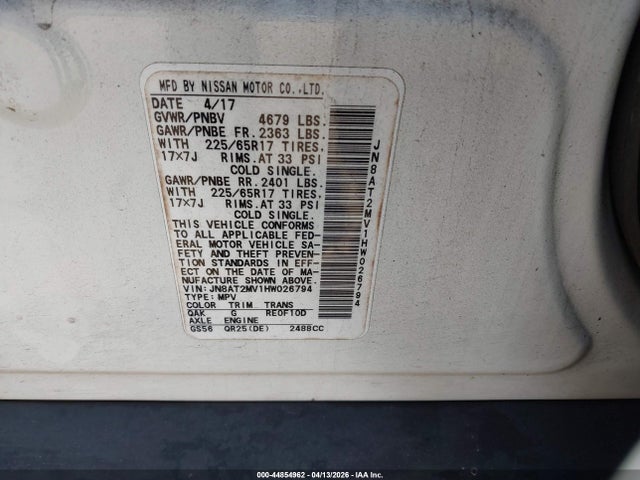 MFD BY NISSAN MOTOR CO.,LTD.
DATE 4/17
GVWR/PNBV 4679 LBS.
GAWR/PNBE FR. 2363 LBS.
WITH 225/65R17 TIRES,
17x7J RIMS.AT 33 PSI
COLD SINGLE.
GAWR/PNBE RR. 2401 LBS.
WITH 225/65R17 TIRES,
17x7J RIMS.AT 33 PSI
COLD SINGLE.
THIS VEHICLE CONFORMS
TO ALL APPLICABLE FED-
ERAL MOTOR VEHICLE SA-
FETY AND THEFT PREVENT-
ION STANDARDS IN EFF-
ECT ON THE DATE OF MA-
NUFACTURE SHOWN ABOVE.
VIN: JN8AT2MV1HW026794
TYPE: MPV
COLOR TRIM TRANS
QAK G RE0F10D
AXLE ENGINE
GS56 QR25(DE) 2488CC
JN8AT2MV1HW026794
000-44854962 - 04/13/2026 - IAA Inc.